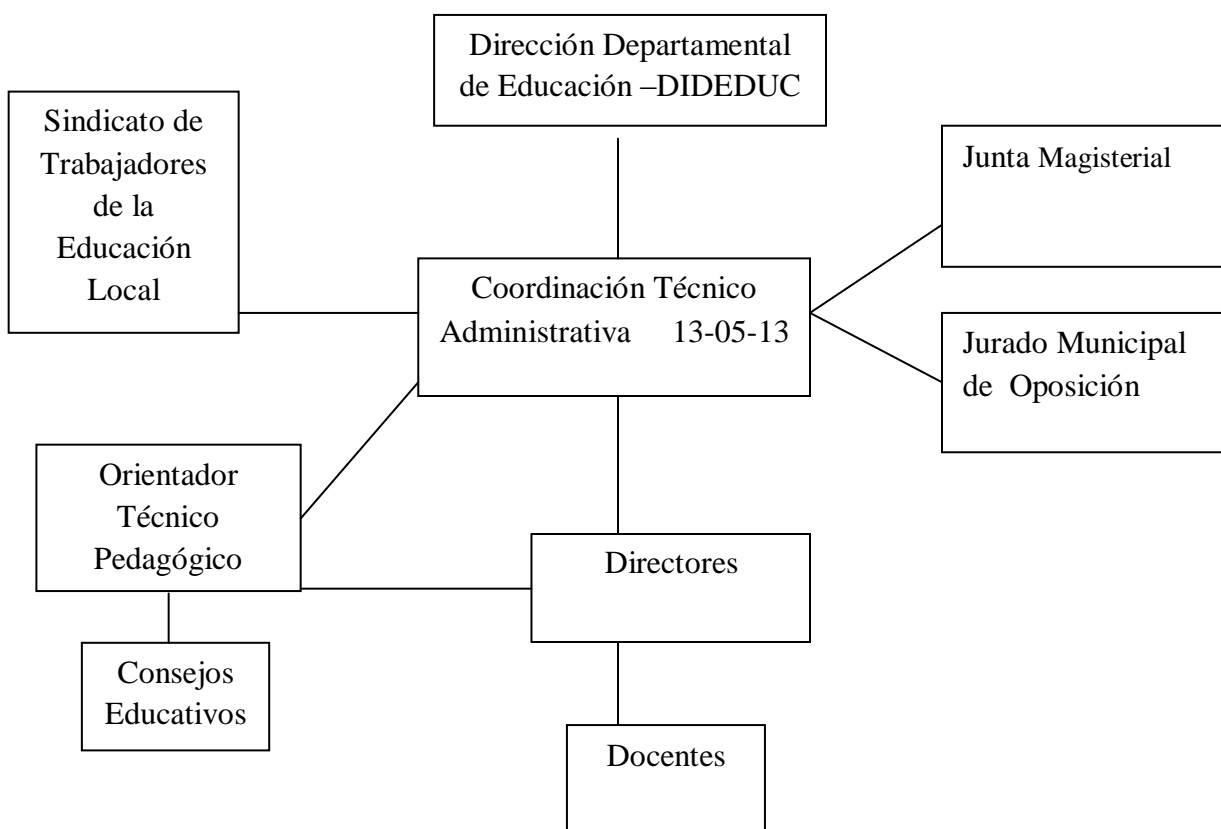 Dirección Departamental
de Educación –DIDEDUC
Sindicato de
Trabajadores
de la
Educación
Local
Junta Magisterial
Coordinación Técnico
Administrativa 13-05-13
Jurado Municipal
de Oposición
Orientador
Técnico
Pedagógico
Directores
Consejos
Educativos
Docentes